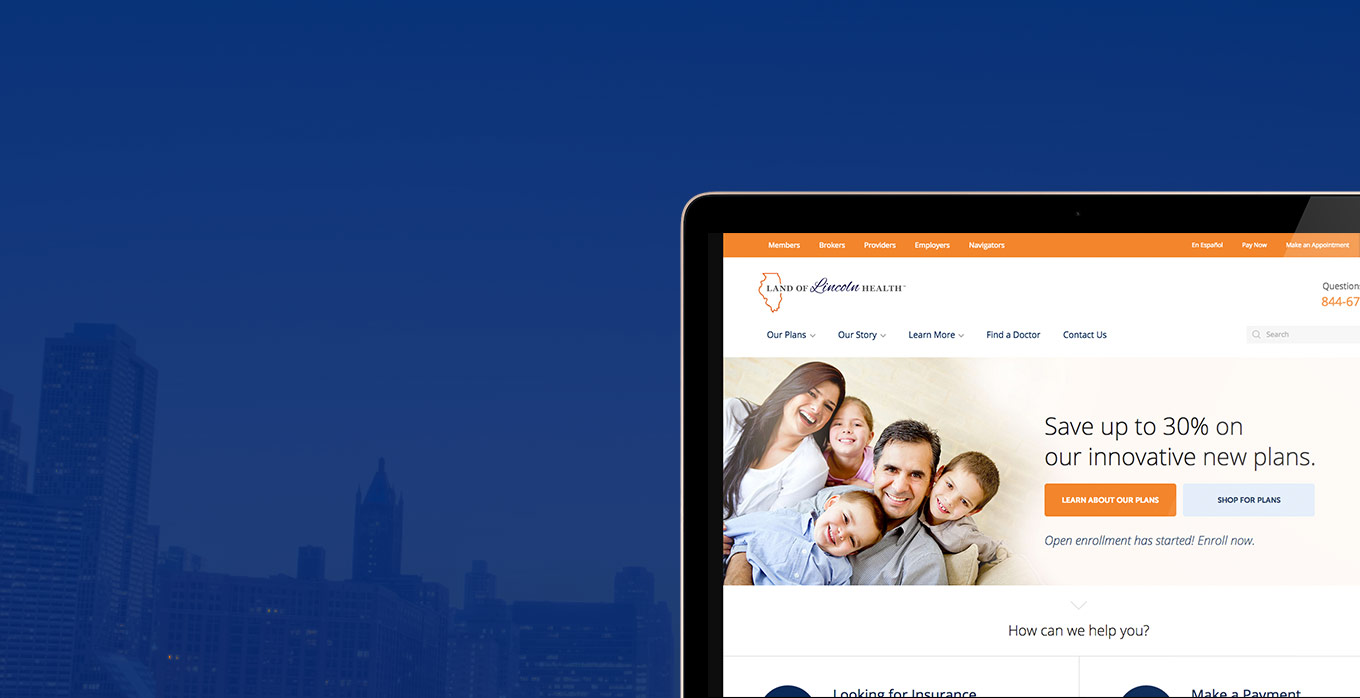 Members Brokers Providers Employers Navigators En Español Pay Now Make an Appointment
LAND OF Lincoln HEALTH
Question
844-67
Our Plans Our Story Learn More Find a Doctor Contact Us Search
Save up to 30% on
our innovative new plans.
LEARN ABOUT OUR PLANS SHOP FOR PLANS
Open enrollment has started! Enroll now.
How can we help you?
Looking for Insurance Make a Payment